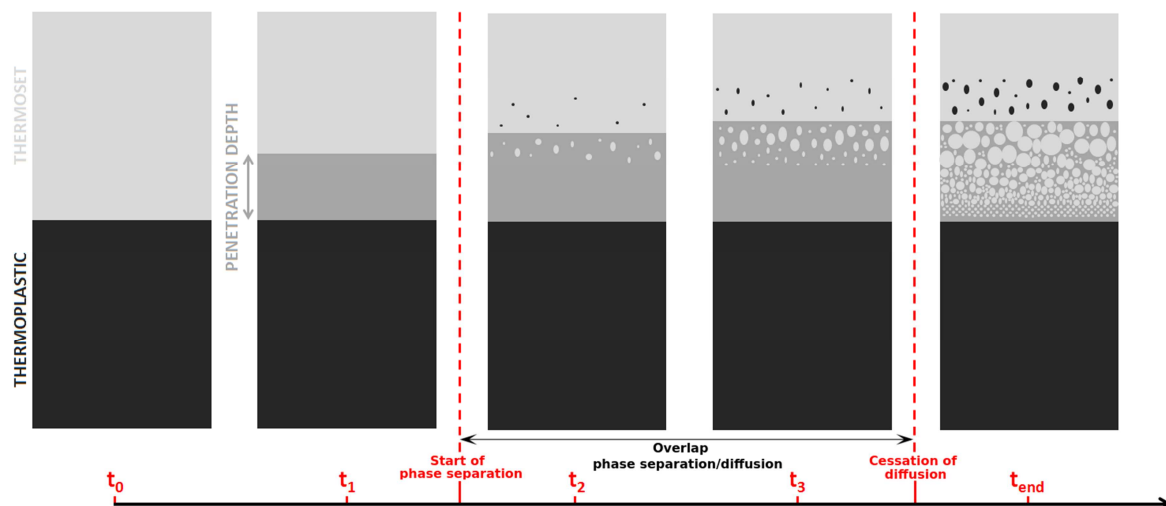 THERMOSET
THERMOPLASTIC
PENETRATION DEPTH
Overlap
phase separation/diffusion
Start of
phase separation
Cessation of
diffusion
t0
t1
t2
t3
tend